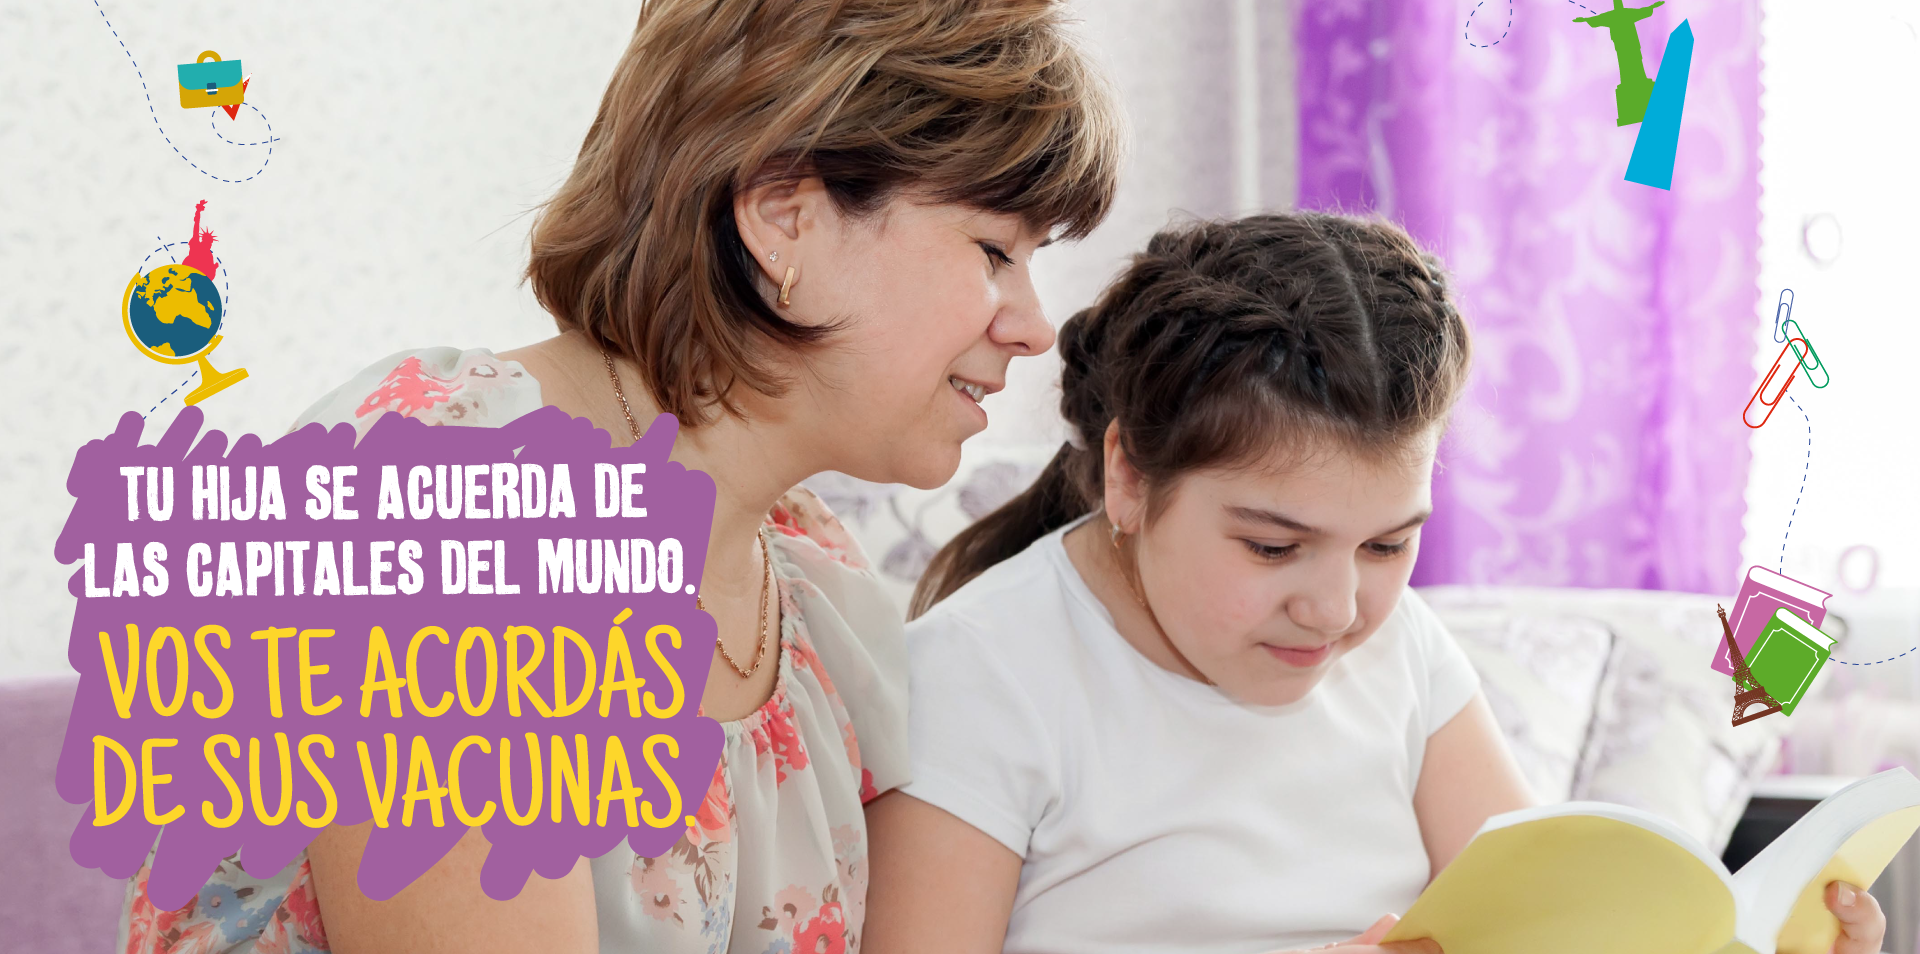 TU HIJA SE ACUERDA DE
LAS CAPITALES DEL MUNDO.
VOS TE ACORDÁS
DE SUS VACUNAS.